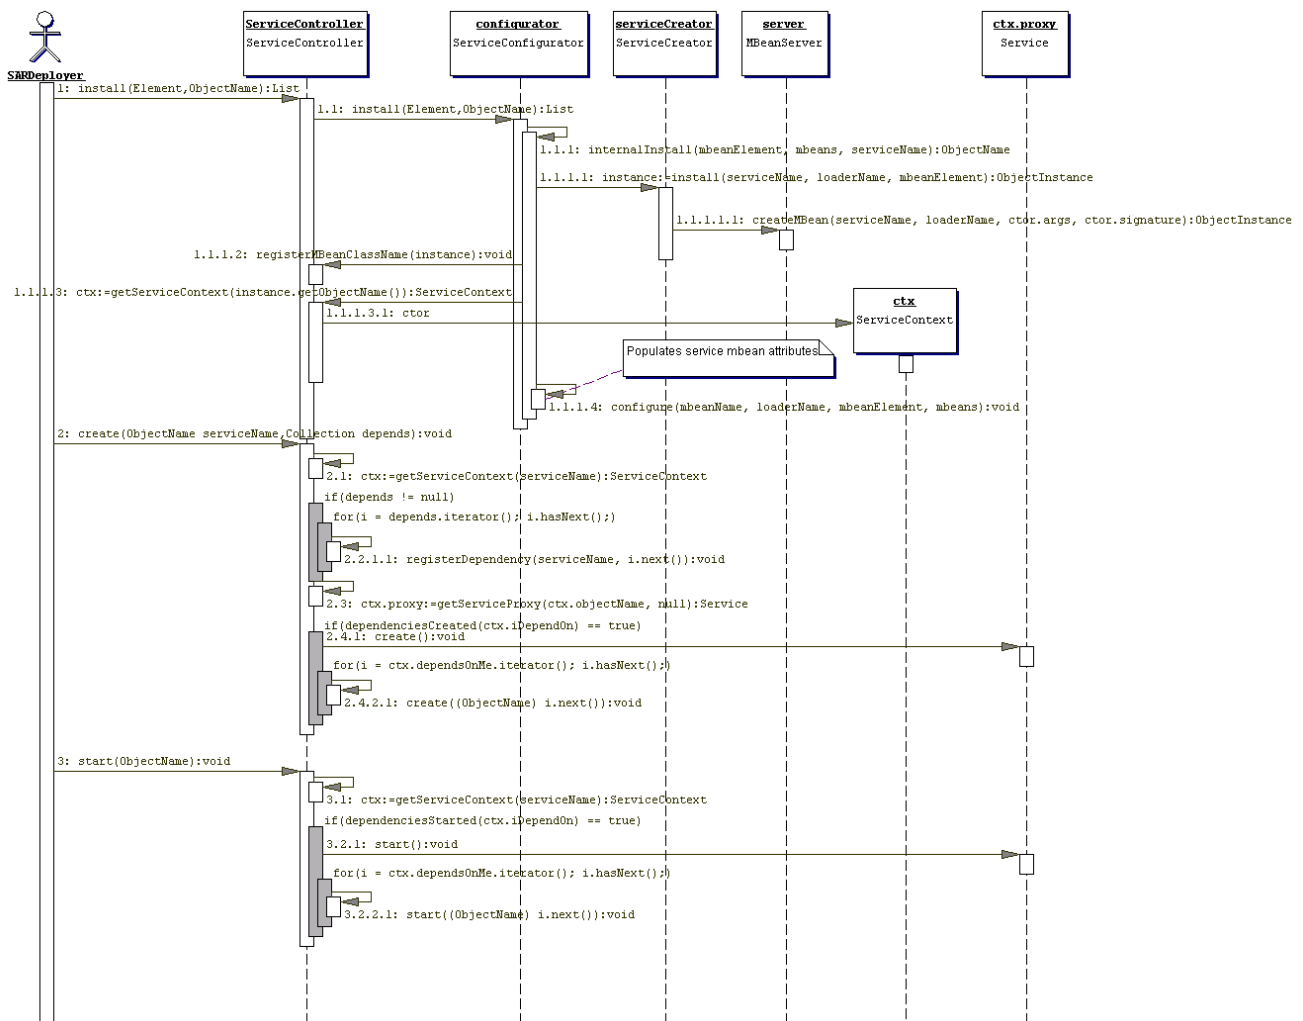 ServiceController
ServiceController
configurator
ServiceConfigurator
serviceCreator
ServiceCreator
server
MBeanServer
ctx.proxy
Service
SARDeployer
1: install(Element,ObjectName):List
1.1: install(Element,ObjectName):List
1.1.1: internalInstall(mbeanElement, mbeans, serviceName):ObjectName
1.1.1.1: instance:=install(serviceName, loaderName, mbeanElement):ObjectInstance
1.1.1.1.1: createMBean(serviceName, loaderName, ctor.args, ctor.signature):ObjectInstance
1.1.1.2: registerMBeanClassName(instance):void
1.1.1.3: ctx:=getServiceContext(instance.getObjectName()):ServiceContext
ctx
ServiceContext
1.1.1.3.1: ctor
Populates service mbean attributes
1.1.1.4: configure(mbeanName, loaderName, mbeanElement, mbeans):void
2: create(ObjectName serviceName,Collection depends):void
2.1: ctx:=getServiceContext(serviceName):ServiceContext
if(depends != null)
for(i = depends.iterator(); i.hasNext();)
2.2.1.1: registerDependency(serviceName, i.next()):void
2.3: ctx.proxy:=getServiceProxy(ctx.objectName, null):Service
if(dependenciesCreated(ctx.iDependOn) == true)
2.4.1: create():void
for(i = ctx.dependsOnMe.iterator(); i.hasNext();)
2.4.2.1: create((ObjectName) i.next()):void
3: start(ObjectName):void
3.1: ctx:=getServiceContext(serviceName):ServiceContext
if(dependenciesStarted(ctx.iDependOn) == true)
3.2.1: start():void
for(i = ctx.dependsOnMe.iterator(); i.hasNext();)
3.2.2.1: start((ObjectName) i.next()):void